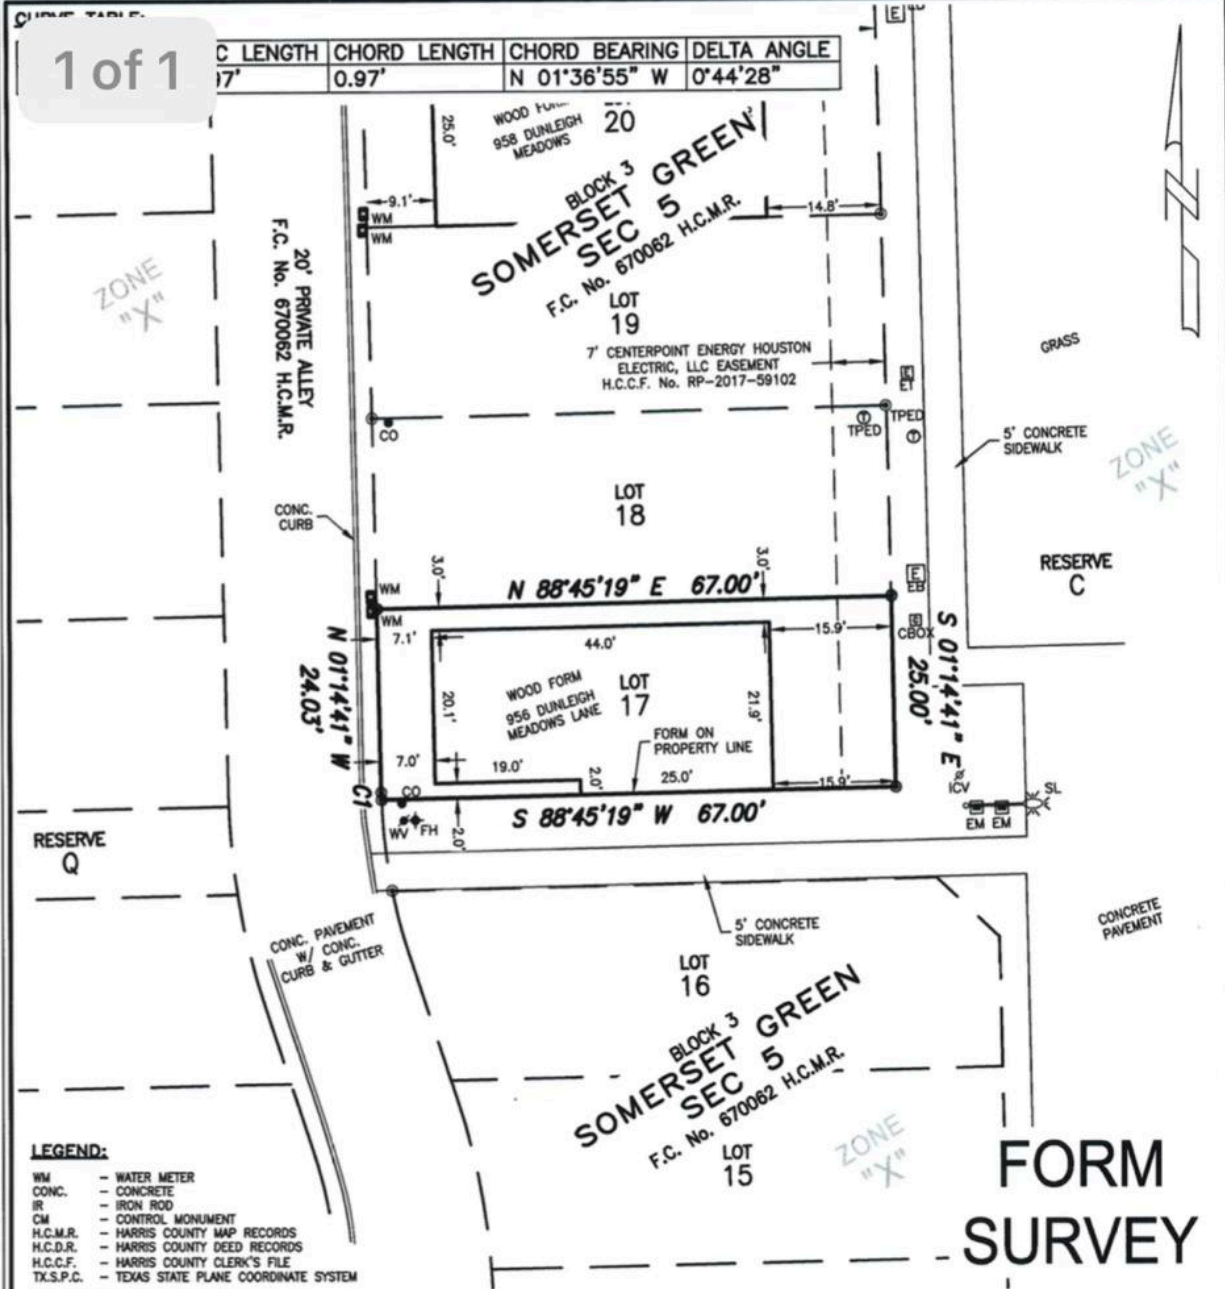 CURVE TABLE:
1 of 1
C LENGTH CHORD LENGTH CHORD BEARING DELTA ANGLE
97' 0.97' N 01°36'55" W 0°44'28"
E
25.0'
WOOD FORM
958 DUNLEIGH
MEADOWS
20
BLOCK 3
SOMERSET GREEN
SEC 5
F.C. No. 670062 H.C.M.R.
9.1'
WM
WM
14.8'
N
ZONE
"X"
20' PRIVATE ALLEY
F.C. No. 670062 H.C.M.R.
LOT
19
7' CENTERPOINT ENERGY HOUSTON
ELECTRIC, LLC EASEMENT
H.C.C.F. No. RP-2017-59102
GRASS
E
ET
CO
T
TPED
TPED
T
5' CONCRETE
SIDEWALK
ZONE
"X"
LOT
18
CONC.
CURB
RESERVE
C
3.0'
3.0'
N 88°45'19" E 67.00'
E
EB
WM
WM
CBOX
7.1'
44.0'
15.9'
N 01°14'41" W
24.03'
S 01°14'41" E
25.00'
WOOD FORM
956 DUNLEIGH
MEADOWS LANE
LOT
17
20.1'
21.9'
FORM ON
PROPERTY LINE
7.0'
19.0'
2.0'
25.0'
15.9'
C1
CO
S 88°45'19" W 67.00'
WV
FH
2.0'
ICV
SL
EM EM
RESERVE
Q
CONC. PAVEMENT
W/ CONC.
CURB & GUTTER
5' CONCRETE
SIDEWALK
CONCRETE
PAVEMENT
LOT
16
BLOCK 3
SOMERSET GREEN
SEC 5
F.C. No. 670062 H.C.M.R.
LOT
15
ZONE
"X"
FORM
SURVEY
LEGEND:
WM - WATER METER
CONC. - CONCRETE
IR - IRON ROD
CM - CONTROL MONUMENT
H.C.M.R. - HARRIS COUNTY MAP RECORDS
H.C.D.R. - HARRIS COUNTY DEED RECORDS
H.C.C.F. - HARRIS COUNTY CLERK'S FILE
TX.S.P.C. - TEXAS STATE PLANE COORDINATE SYSTEM